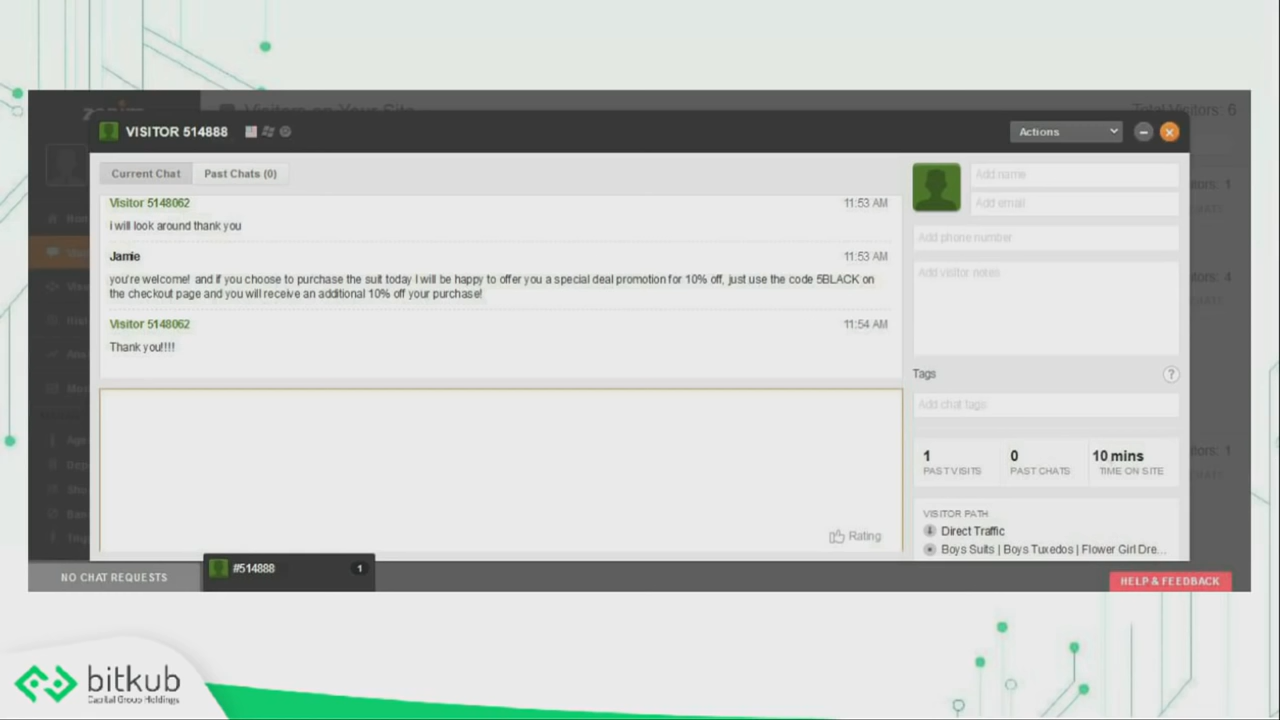 Visitors on Your Site
Total Visitors: 6
VISITOR 514888
Actions
Current Chat
Past Chats (0)
Visitor 5148062
11:53 AM
i will look around thank you
Jamie
11:53 AM
you're welcome! and if you choose to purchase the suit today I will be happy to offer you a special deal promotion for 10% off, just use the code 5BLACK on
the checkout page and you will receive an additional 10% off your purchase!
Visitor 5148062
11:54 AM
Thank you!!!!
Rating
Add name
Add email
Add phone number
Add visitor notes
Tags
?
Add chat tags
1
PAST VISITS
0
PAST CHATS
10 mins
TIME ON SITE
VISITOR PATH
Direct Traffic
Boys Suits | Boys Tuxedos | Flower Girl Dre...
NO CHAT REQUESTS
#514888
1
HELP & FEEDBACK
bitkub
Capital Group Holdings